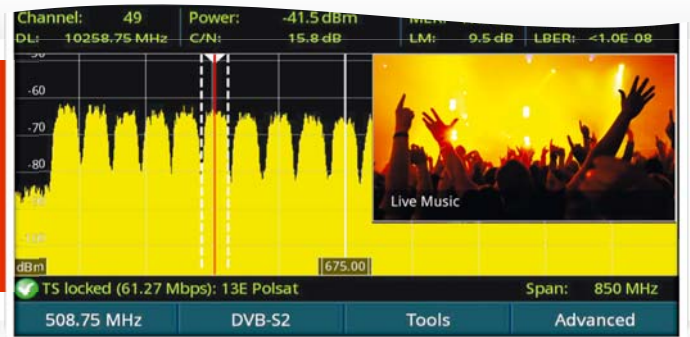 Channel: 49 Power: -41.5 dBm MER:
DL: 10258.75 MHz C/N: 15.8 dB LM: 9.5 dB LBER: <1.0E-08
-60
-70
-80
Live Music
dBm 675.00
TS locked (61.27 Mbps): 13E Polsat Span: 850 MHz
508.75 MHz DVB-S2 Tools Advanced